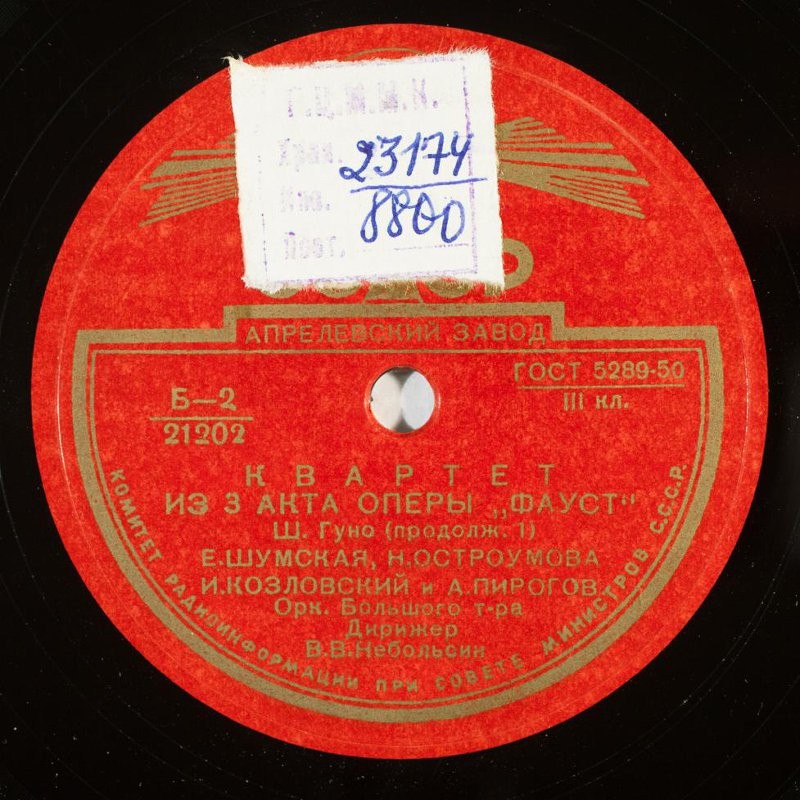 Г.Ц.М.М.К.
Хран. 23174
Инв. 8800
Пост.
АПРЕЛЕВСКИЙ ЗАВОД
ГОСТ 5289-50
III кл.
Б—2
21202
КВАРТЕТ
ИЗ 3 АКТА ОПЕРЫ „ФАУСТ"
Ш. Гуно (продолж. 1)
Е.ШУМСКАЯ, Н.ОСТРОУМОВА
И.КОЗЛОВСКИЙ и А.ПИРОГОВ
Орк. Большого т-ра
Дирижер
В.В.Небольсин
КОМИТЕТ РАДИОИНФОРМАЦИИ ПРИ СОВЕТЕ МИНИСТРОВ С.С.С.Р.